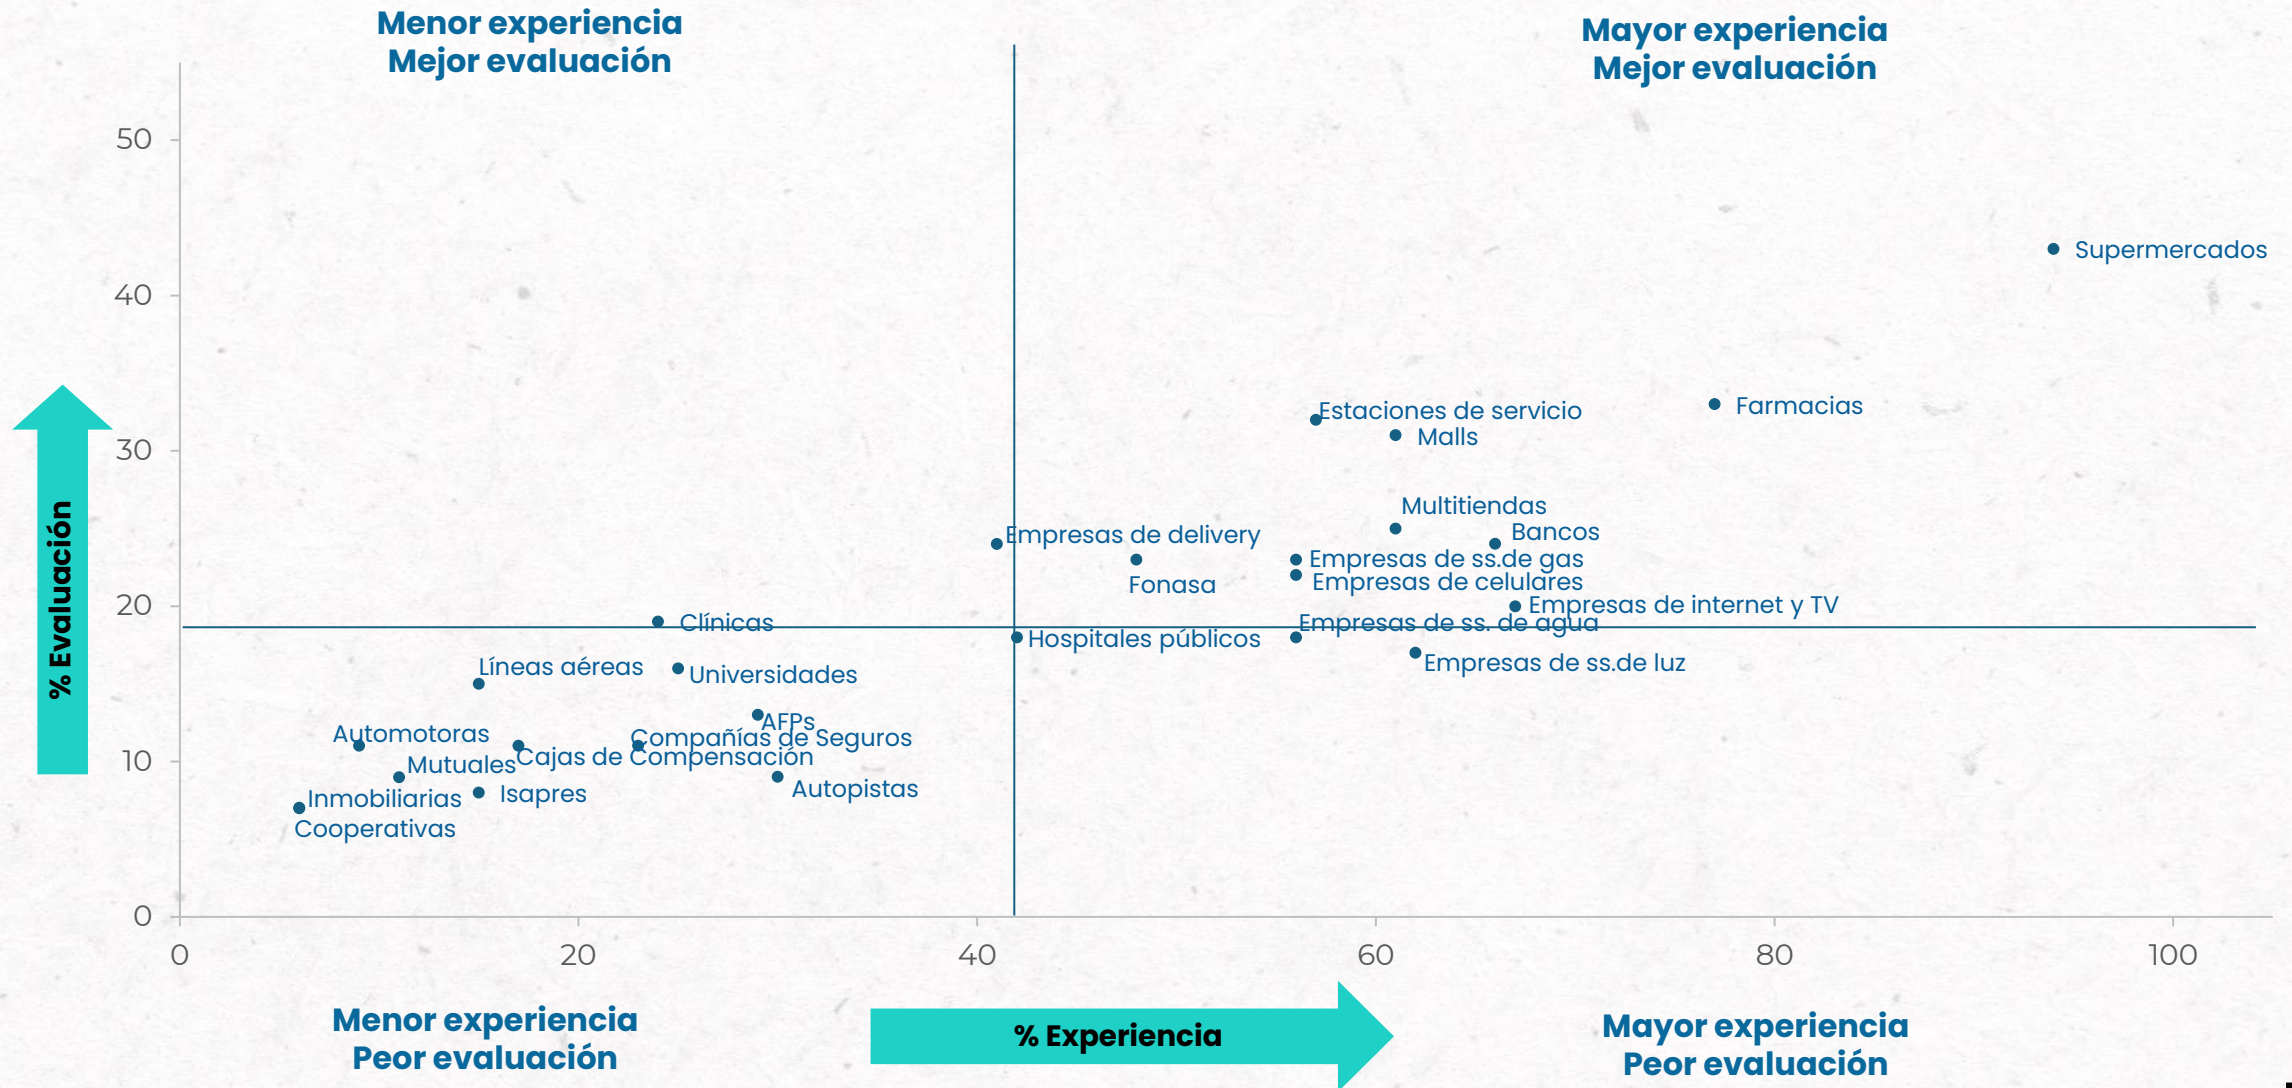 Menor experiencia
Mejor evaluación
Mayor experiencia
Mejor evaluación
50
Supermercados
40
Farmacias
Estaciones de servicio
Malls
30
Multitiendas
Bancos
Empresas de delivery
Empresas de ss.de gas
Fonasa
Empresas de celulares
20
Empresas de internet y TV
Clínicas
Empresas de ss. de agua
Hospitales públicos
Empresas de ss.de luz
Líneas aéreas
Universidades
AFPs
Automotoras
Compañías de Seguros
Cajas de Compensación
10
Mutuales
Autopistas
Isapres
Inmobiliarias
Cooperativas
0
% Evaluación
0
20
40
60
80
100
Menor experiencia
Peor evaluación
% Experiencia
Mayor experiencia
Peor evaluación